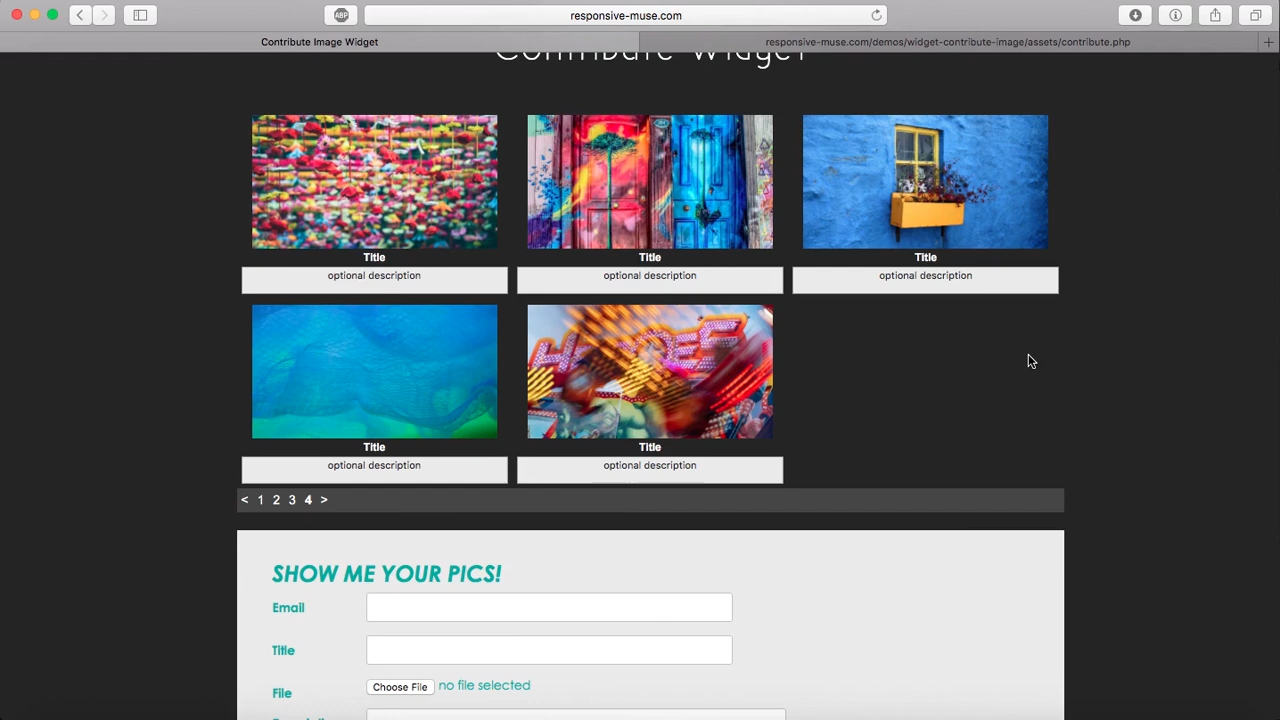 ABP
responsive-muse.com
Contribute Image Widget
responsive-muse.com/demos/widget-contribute-image/assets/contribute.php
Contribute Widget
Title
optional description
Title
optional description
Title
optional description
Title
optional description
Title
optional description
< 1 2 3 4 >
SHOW ME YOUR PICS!
Email
Title
File
Choose File
no file selected